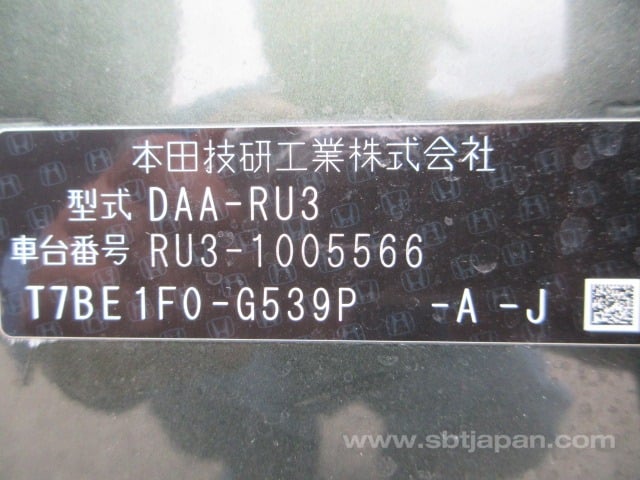 本田技研工業株式会社
型式 DAA-RU3
車台番号 RU3-1005566
T7BE1F0-G539P -A -J
www.sbtjapan.com